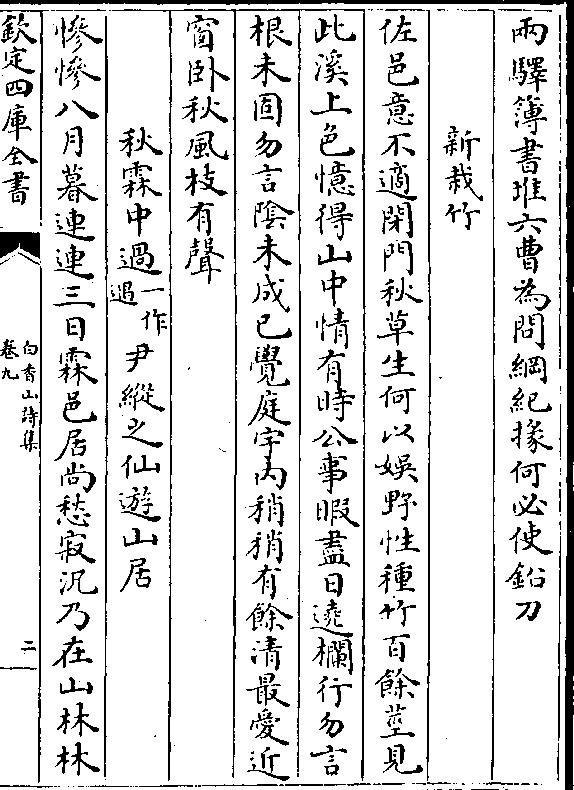 兩驛簿書堆六曹為問綱紀掾何必使鉛刀
新栽竹
佐邑意不適閉門秋草生何以娛野性種竹百餘莖見
此溪上色憶得山中情有時公事暇盡日遶欄行勿言
根未固勿言陰未成已覺庭宇內稍稍有餘清最愛近
窗卧秋風枝有聲
秋霖中過一作遇尹縱之仙遊山居
慘慘八月暮連連三日霖邑居尚愁寂況乃在山林林
欽定四庫全書
白香山詩集
卷九
二